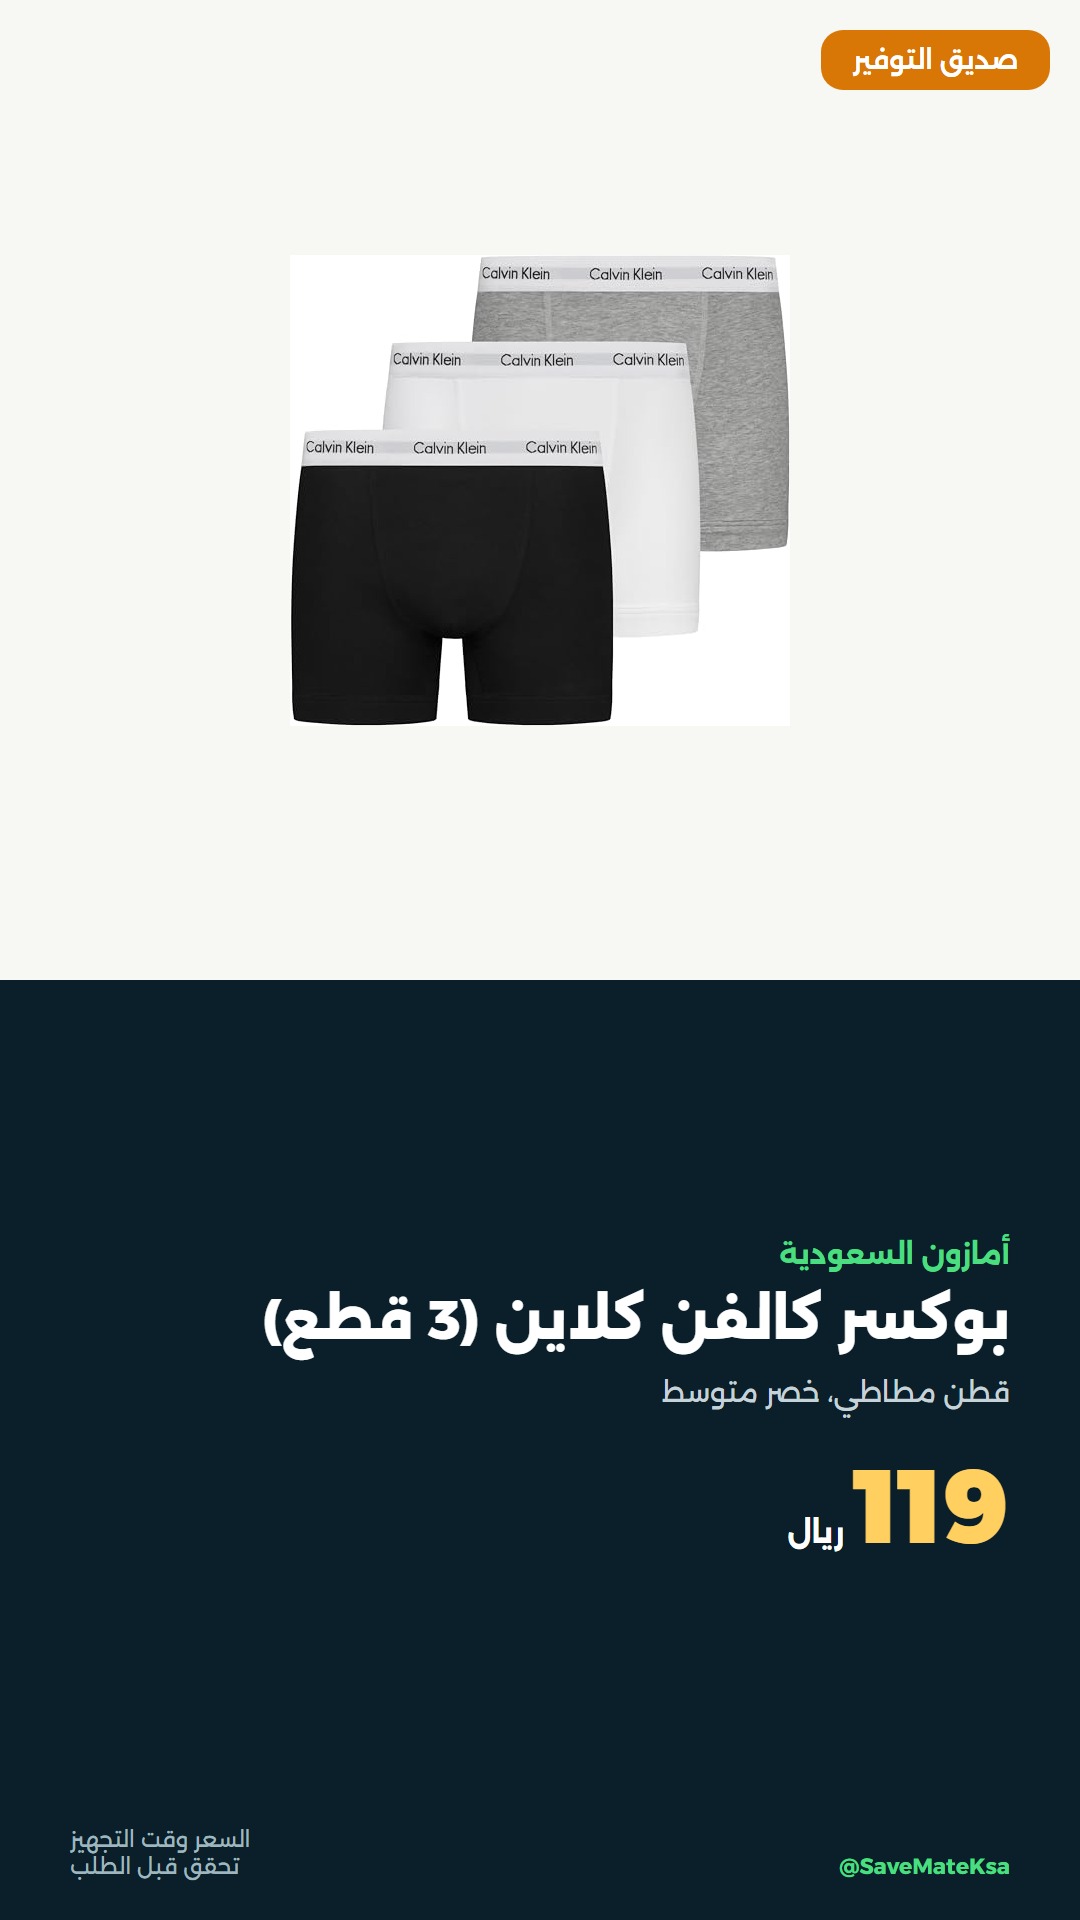 صديق التوفير
Calvin Klein Calvin Klein Calvin Klein
Calvin Klein Calvin Klein Calvin Klein
Calvin Klein Calvin Klein Calvin Klein
أمازون السعودية
بوكسر كالفن كلاين (3 قطع)
قطن مطاطي، خصر متوسط
119 ريال
السعر وقت التجهيز
تحقق قبل الطلب
@SaveMateKsa